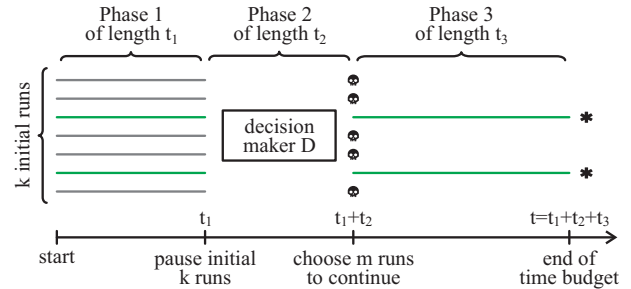 Phase 1
of length t₁
Phase 2
of length t₂
Phase 3
of length t₃
k initial runs
decision
maker D
*
*
t₁
t₁+t₂
t=t₁+t₂+t₃
start
pause initial
k runs
choose m runs
to continue
end of
time budget